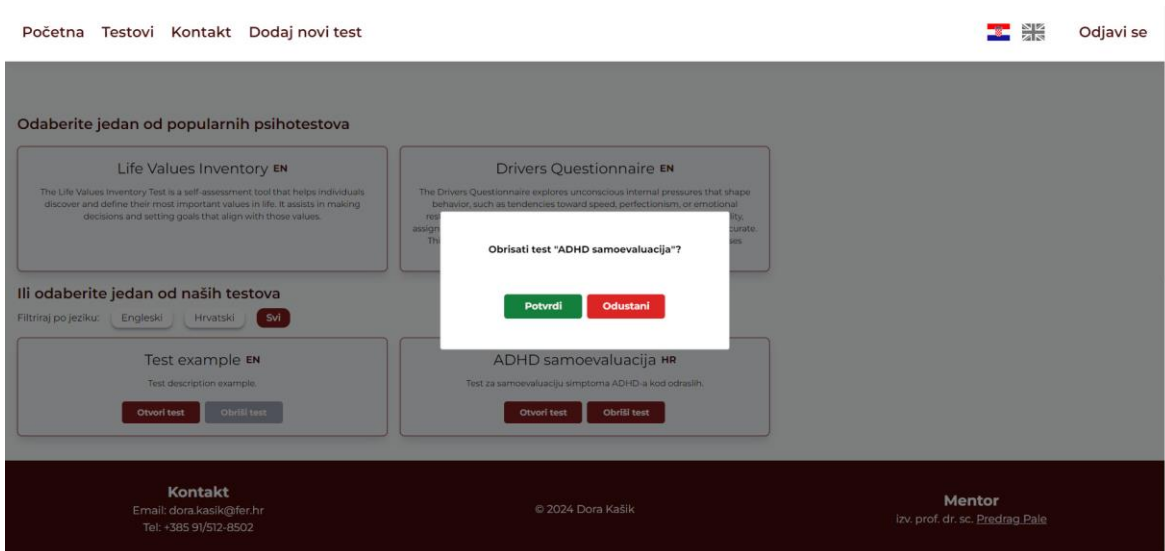 Početna Testovi Kontakt Dodaj novi test Odjavi se
Odaberite jedan od popularnih psihotestova
Life Values Inventory EN
The Life Values Inventory Test is a self-assessment tool that helps individuals
discover and define their most important values in life. It assists in making
decisions and setting goals that align with those values.
Drivers Questionnaire EN
The Drivers Questionnaire explores unconscious internal pressures that shape
behavior, such as tendencies toward speed, perfectionism, or emotional
Obrisati test "ADHD samoevaluacija"?
Potvrdi Odustani
Ili odaberite jedan od naših testova
Filtriraj po jeziku: Engleski Hrvatski Svi
Test example EN
Test description example.
Otvori test Obriši test
ADHD samoevaluacija HR
Test za samoevaluaciju simptoma ADHD-a kod odraslih.
Otvori test Obriši test
Kontakt
Email: dora.kasik@fer.hr
Tel: +385 91/512-8502
© 2024 Dora Kašik
Mentor
izv. prof. dr. sc. Predrag Pale